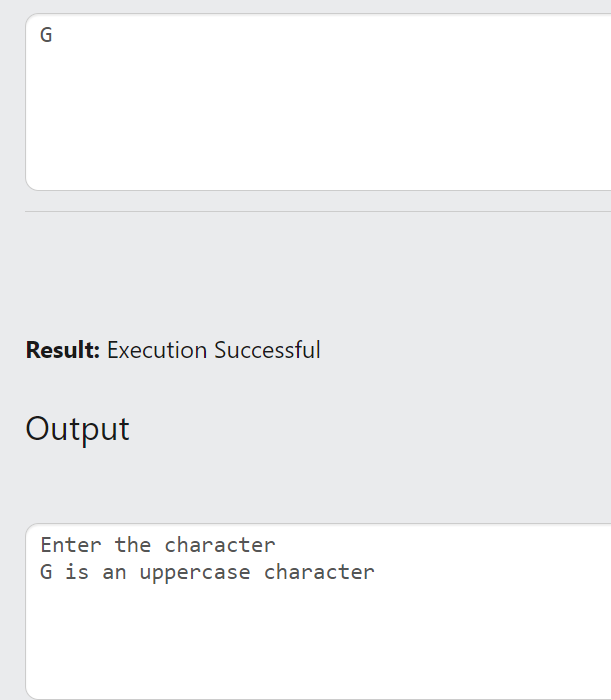 G
Result: Execution Successful
Output
Enter the character
G is an uppercase character